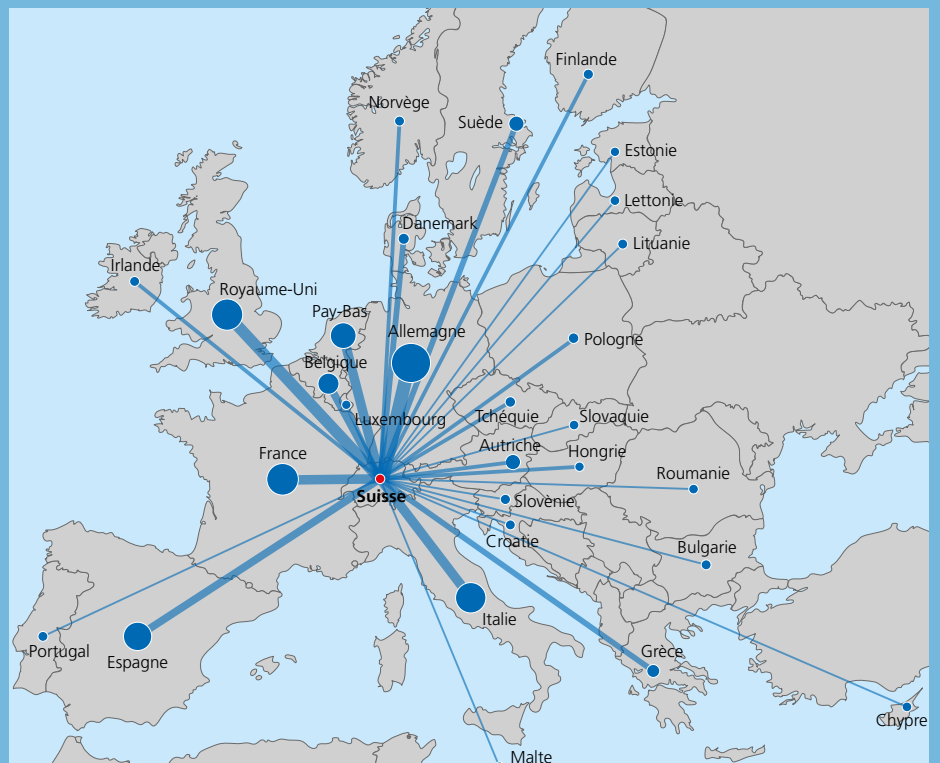 Finlande
Norvège
Suède
Estonie
Lettonie
Danemark
Lituanie
Irlande
Royaume-Uni
Pay-Bas
Allemagne
Pologne
Belgique
Luxembourg
Tchéquie
Slovaquie
Autriche
Hongrie
France
Roumanie
Suisse
Slovènie
Croatie
Bulgarie
Italie
Portugal
Espagne
Grèce
Chypre
Malte